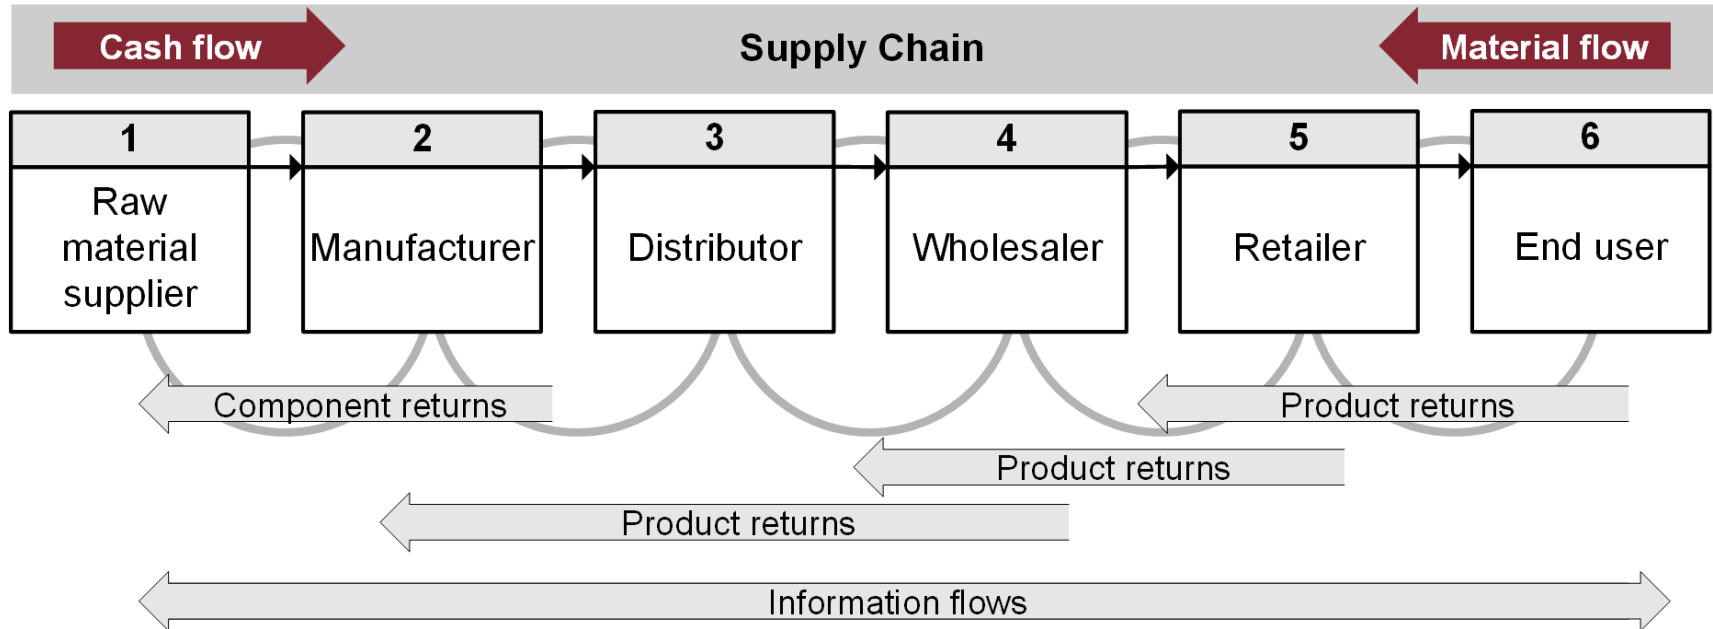 Cash flow
Supply Chain
Material flow
1
2
3
4
5
6
Raw
material
supplier
Manufacturer
Distributor
Wholesaler
Retailer
End user
Component returns
Product returns
Product returns
Product returns
Information flows